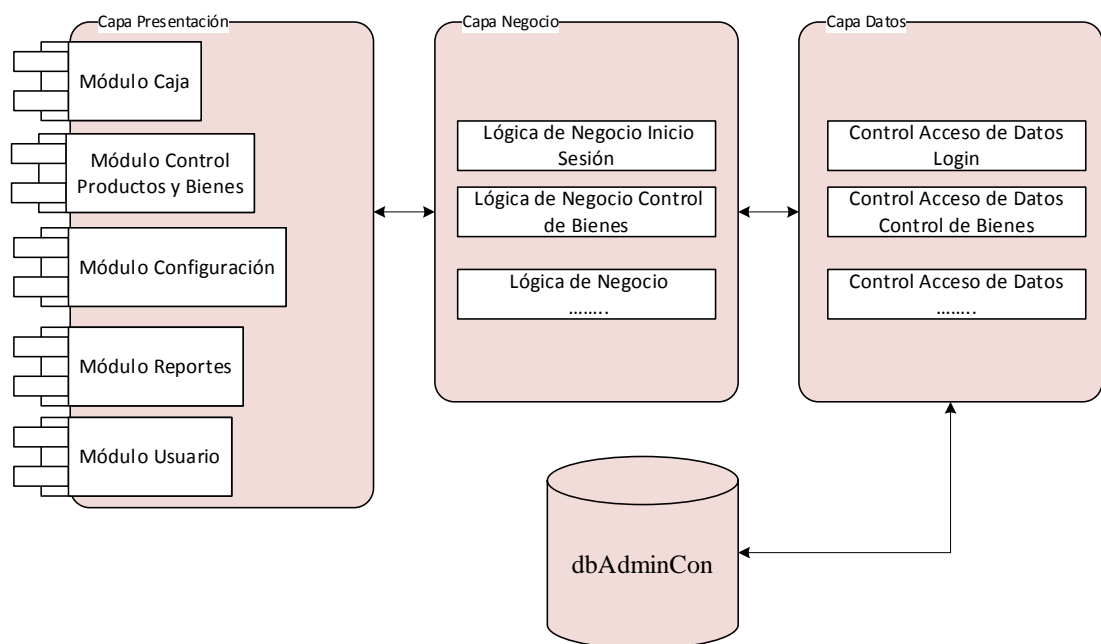 Capa Presentación
Módulo Caja
Módulo Control
Productos y Bienes
Módulo Configuración
Módulo Reportes
Módulo Usuario
Capa Negocio
Lógica de Negocio Inicio
Sesión
Lógica de Negocio Control
de Bienes
Lógica de Negocio
……..
Capa Datos
Control Acceso de Datos
Login
Control Acceso de Datos
Control de Bienes
Control Acceso de Datos
……..
dbAdminCon